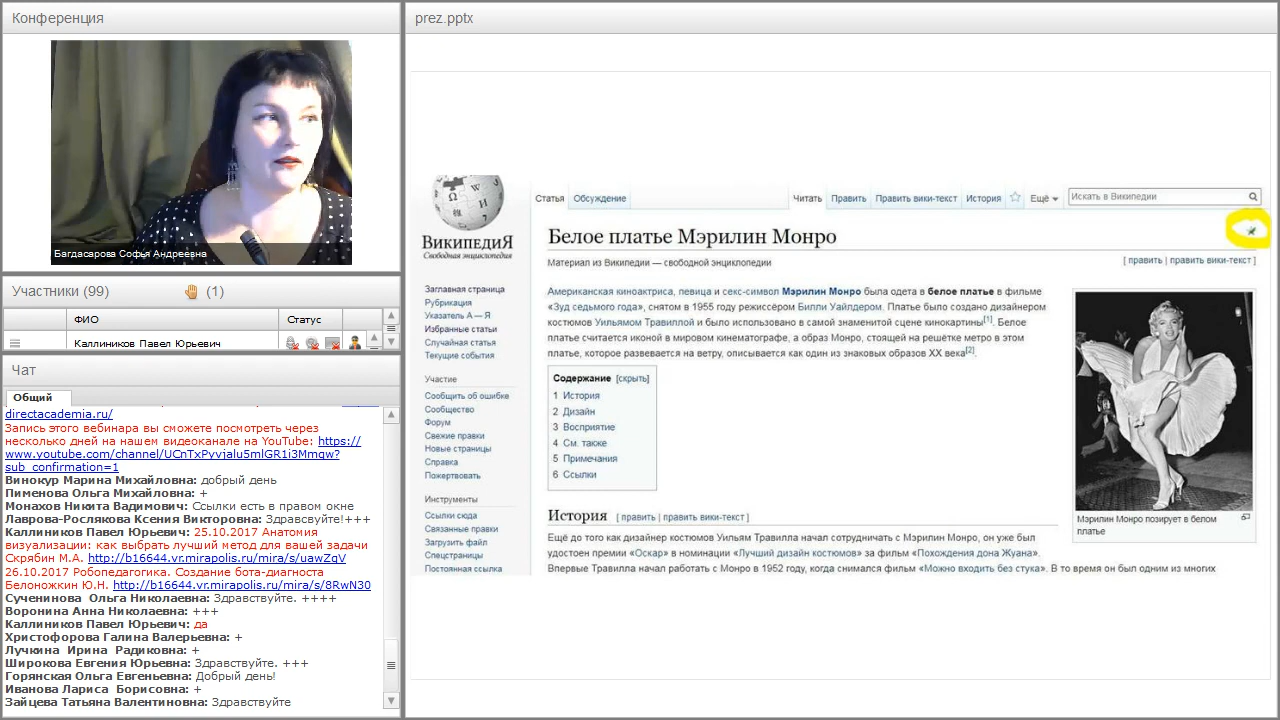 Конференция
Багдасарова Софья Андреевна
Участники (99)
(1)
ФИО
Статус
Каллиников Павел Юрьевич
Чат
Общий
directacademia.ru/
Запись этого вебинара вы сможете посмотреть через
несколько дней на нашем видеоканале на YouTube: https://
www.youtube.com/channel/UCnTxPyvvjalu5mlGR1i3Mmqw?
sub_confirmation=1
Винокур Марина Михайловна: добрый день
Пименова Ольга Михайловна: +
Монахов Никита Вадимович: Ссылки есть в правом окне
Лаврова-Рослякова Ксения Викторовна: Здравсвуйте!+++
Каллиников Павел Юрьевич: 25.10.2017 Анатомия
визуализации: как выбрать лучший метод для вашей задачи
Скрябин М.А. http://b16644.vr.mirapolis.ru/mira/s/uawZqV
26.10.2017 Робопедагогика. Создание бота-диагноста
Белоножкин Ю.Н. http://b16644.vr.mirapolis.ru/mira/s/8RwN30
Сученинова Ольга Николаевна: Здравствуйте. ++++
Воронина Анна Николаевна: +++
Каллиников Павел Юрьевич: да
Христофорова Галина Валерьевна: +
Лучкина Ирина Радиковна: +
Широкова Евгения Юрьевна: Здравствуйте. +++
Горянская Ольга Евгеньевна: Добрый день!
Иванова Лариса Борисовна: +
Зайцева Татьяна Валентиновна: Здравствуйте
prez.pptx
ВикипедиЯ
Свободная энциклопедия
Заглавная страница
Рубрикация
Указатель А — Я
Избранные статьи
Случайная статья
Текущие события
Участие
Сообщить об ошибке
Сообщество
Форум
Свежие правки
Новые страницы
Справка
Пожертвовать
Инструменты
Ссылки сюда
Связанные правки
Загрузить файл
Спецстраницы
Постоянная ссылка
Статья Обсуждение
Читать Править Править вики-текст История Ещё
Искать в Википедии
Белое платье Мэрилин Монро
Материал из Википедии — свободной энциклопедии
[ править | править вики-текст ]
Американская киноактриса, певица и секс-символ Мэрилин Монро была одета в белое платье в фильме
«Зуд седьмого года», снятом в 1955 году режиссёром Билли Уайлдером. Платье было создано дизайнером
костюмов Уильямом Травиллой и было использовано в самой знаменитой сцене кинокартины[1]. Белое
платье считается иконой в мировом кинематографе, а образ Монро, стоящей на решётке метро в этом
платье, которое развевается на ветру, описывается как один из знаковых образов XX века[2].
Содержание [скрыть]
1 История
2 Дизайн
3 Восприятие
4 См. также
5 Примечания
6 Ссылки
Мэрилин Монро позирует в белом
платье
История [ править | править вики-текст ]
Ещё до того как дизайнер костюмов Уильям Травилла начал сотрудничать с Мэрилин Монро, он уже был
удостоен премии «Оскар» в номинации «Лучший дизайн костюмов» за фильм «Похождения дона Жуана».
Впервые Травилла начал работать с Монро в 1952 году, когда снимался фильм «Можно входить без стука». В то время он был одним из многих